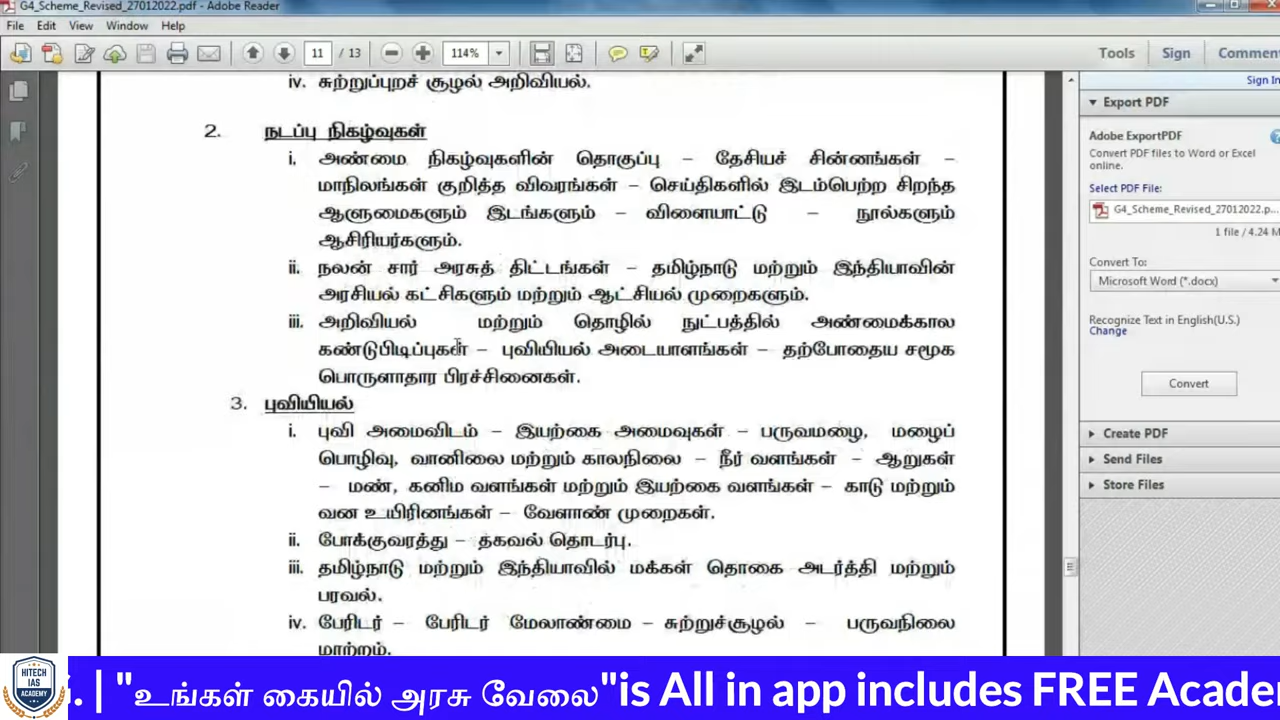 G4_Scheme_Revised_27012022.pdf - Adobe Reader
File Edit View Window Help
11 / 13 114% Tools Sign Commen
Sign In
iv. சுற்றுப்புறச் சூழல் அறிவியல்.
2. நடப்பு நிகழ்வுகள்
i. அண்மை நிகழ்வுகளின் தொகுப்பு – தேசியச் சின்னங்கள் –
மாநிலங்கள் குறித்த விவரங்கள் – செய்திகளில் இடம்பெற்ற சிறந்த
ஆளுமைகளும் இடங்களும் – விளையாட்டு – நூல்களும்
ஆசிரியர்களும்.
ii. நலன் சார் அரசுத் திட்டங்கள் – தமிழ்நாடு மற்றும் இந்தியாவின்
அரசியல் கட்சிகளும் மற்றும் ஆட்சியல் முறைகளும்.
iii. அறிவியல் மற்றும் தொழில் நுட்பத்தில் அண்மைக்கால
கண்டுபிடிப்புகள் – புவியியல் அடையாளங்கள் – தற்போதைய சமூக
பொருளாதார பிரச்சினைகள்.
3. புவியியல்
i. புவி அமைவிடம் – இயற்கை அமைவுகள் – பருவமழை, மழைப்
பொழிவு, வானிலை மற்றும் காலநிலை – நீர் வளங்கள் – ஆறுகள்
– மண், கனிம வளங்கள் மற்றும் இயற்கை வளங்கள் – காடு மற்றும்
வன உயிரினங்கள் – வேளாண் முறைகள்.
ii. போக்குவரத்து – தகவல் தொடர்பு.
iii. தமிழ்நாடு மற்றும் இந்தியாவில் மக்கள் தொகை அடர்த்தி மற்றும்
பரவல்.
iv. பேரிடர் – பேரிடர் மேலாண்மை – சுற்றுச்சூழல் – பருவநிலை
மாற்றம்.
Export PDF
Adobe ExportPDF
Convert PDF files to Word or Excel
online.
Select PDF File:
G4_Scheme_Revised_27012022.p...
1 file / 4.24 M
Convert To:
Microsoft Word (*.docx)
Recognize Text in English(U.S.)
Change
Convert
Create PDF
Send Files
Store Files
HITECH
IAS
ACADEMY
S. | "உங்கள் கையில் அரசு வேலை"is All in app includes FREE Acade